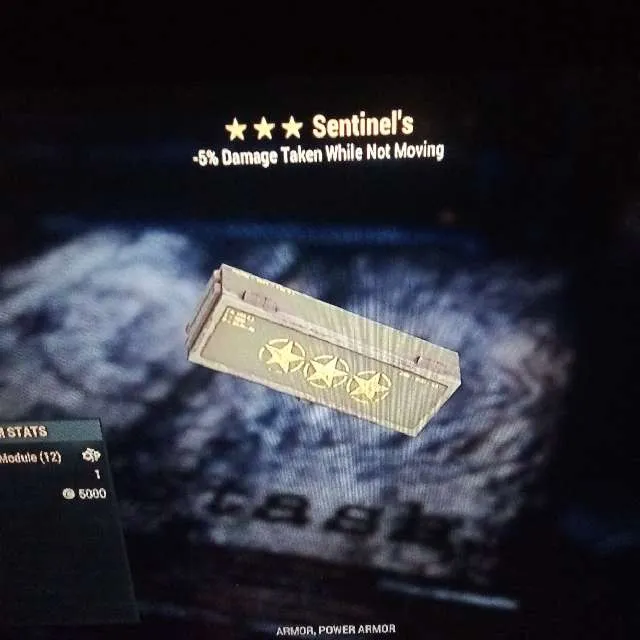 ★ ★ ★ Sentinel's
-5% Damage Taken While Not Moving
R STATS
Module (12)
1
5000
ARMOR, POWER ARMOR